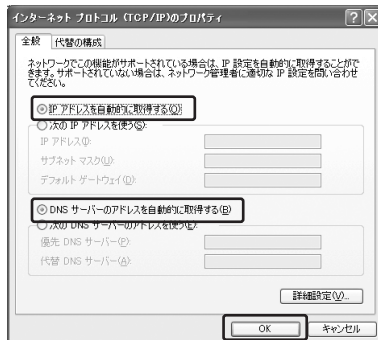 インターネット プロトコル (TCP/IP)のプロパティ
全般 代替の構成
ネットワークでこの機能がサポートされている場合は、IP 設定を自動的に取得することがで
きます。サポートされていない場合は、ネットワーク管理者に適切な IP 設定を問い合わせ
てください。
IP アドレスを自動的に取得する(O)
次の IP アドレスを使う(S):
IP アドレス(I):
サブネット マスク(U):
デフォルト ゲートウェイ(D):
DNS サーバーのアドレスを自動的に取得する(B)
次の DNS サーバーのアドレスを使う(E):
優先 DNS サーバー(P):
代替 DNS サーバー(A):
詳細設定(V)...
OK キャンセル